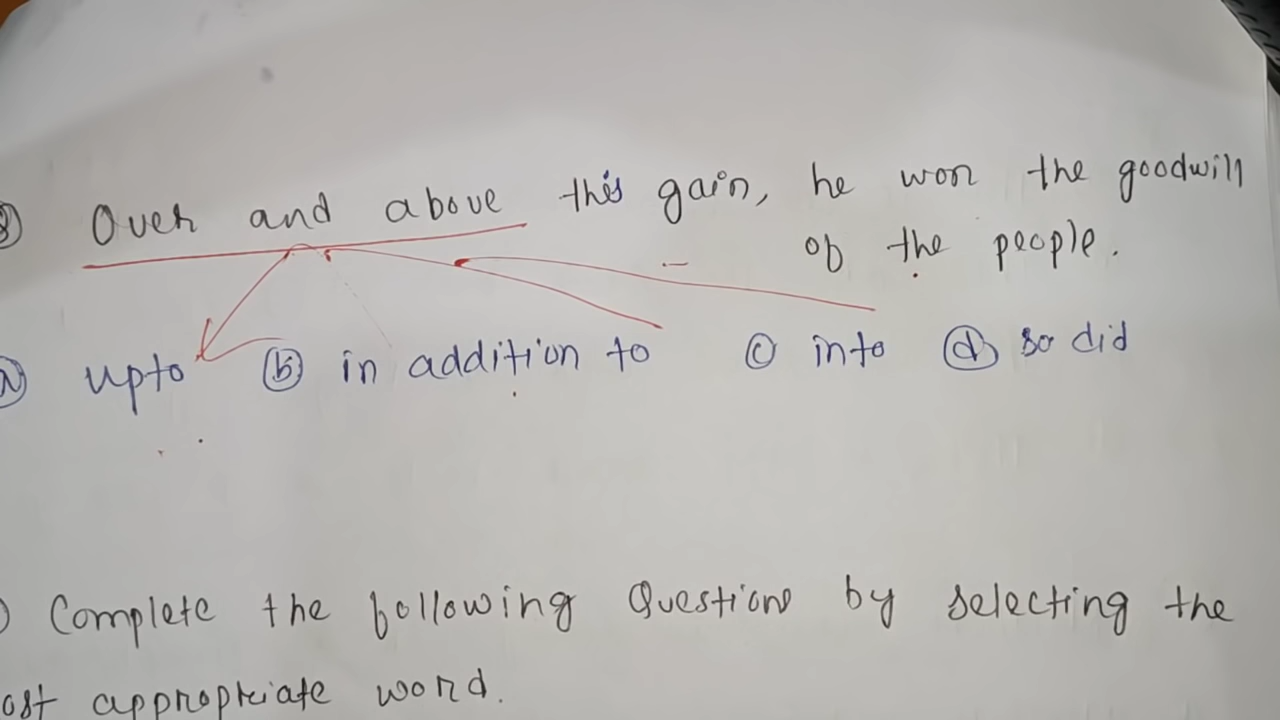 Over and above this gain, he won the goodwill
of the people.
upto (b) in addition to (c) into (d) so did
Complete the following Questions by selecting the
appropriate word.